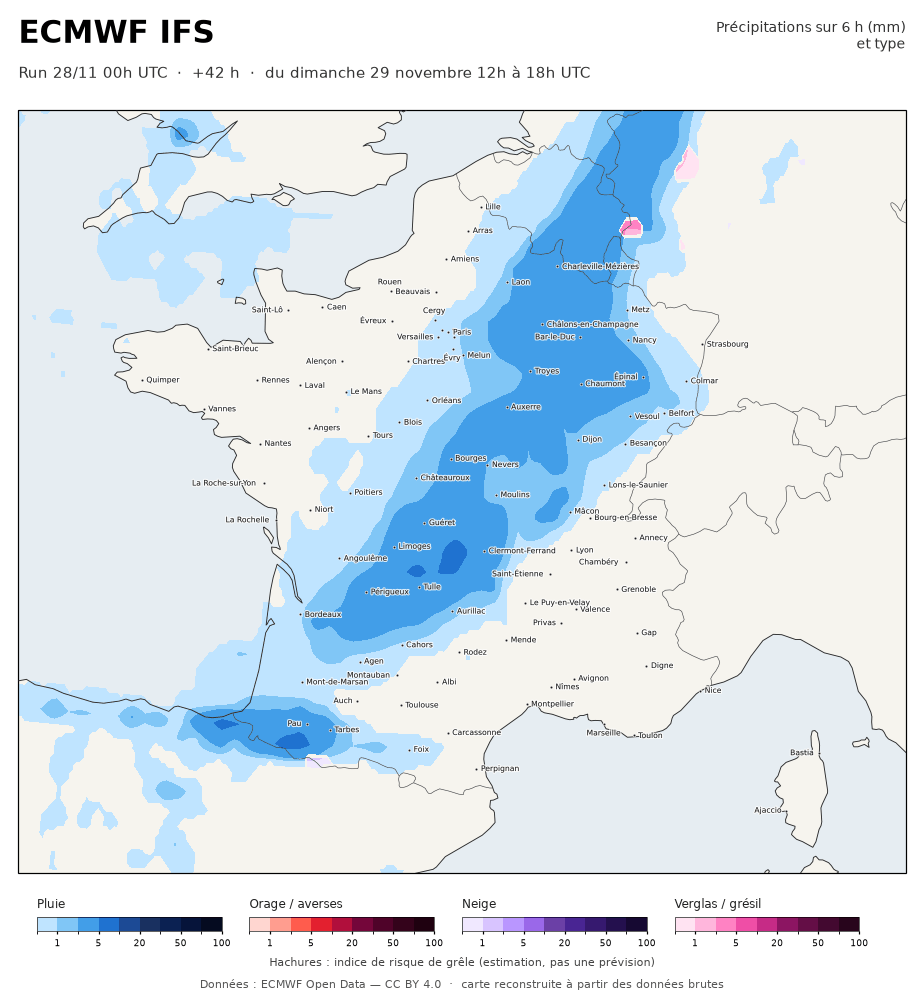 ECMWF IFS
Précipitations sur 6 h (mm)
et type
Run 28/11 00h UTC · +42 h · du dimanche 29 novembre 12h à 18h UTC
Lille
Arras
Amiens
Charleville-Mézières
Rouen
Laon
Beauvais
Saint-Lô
Caen
Cergy
Metz
Évreux
Châlons-en-Champagne
Paris
Versailles
Bar-le-Duc
Nancy
Strasbourg
Saint-Brieuc
Alençon
Chartres
Évry
Melun
Quimper
Rennes
Laval
Le Mans
Troyes
Chaumont
Épinal
Colmar
Orléans
Auxerre
Vannes
Vesoul
Belfort
Angers
Blois
Tours
Dijon
Besançon
Nantes
Bourges
Nevers
La Roche-sur-Yon
Châteauroux
Lons-le-Saunier
Poitiers
Moulins
Niort
Mâcon
Bourg-en-Bresse
La Rochelle
Guéret
Annecy
Angoulême
Limoges
Clermont-Ferrand
Lyon
Chambéry
Saint-Étienne
Périgueux
Tulle
Grenoble
Le Puy-en-Velay
Valence
Bordeaux
Aurillac
Privas
Gap
Mende
Cahors
Rodez
Agen
Digne
Montauban
Mont-de-Marsan
Albi
Avignon
Nîmes
Nice
Auch
Toulouse
Montpellier
Pau
Tarbes
Carcassonne
Marseille
Toulon
Foix
Bastia
Perpignan
Ajaccio
Pluie
Orage / averses
Neige
Verglas / grésil
1 5 20 50 100
1 5 20 50 100
1 5 20 50 100
1 5 20 50 100
Hachures : indice de risque de grêle (estimation, pas une prévision)
Données : ECMWF Open Data — CC BY 4.0 · carte reconstruite à partir des données brutes